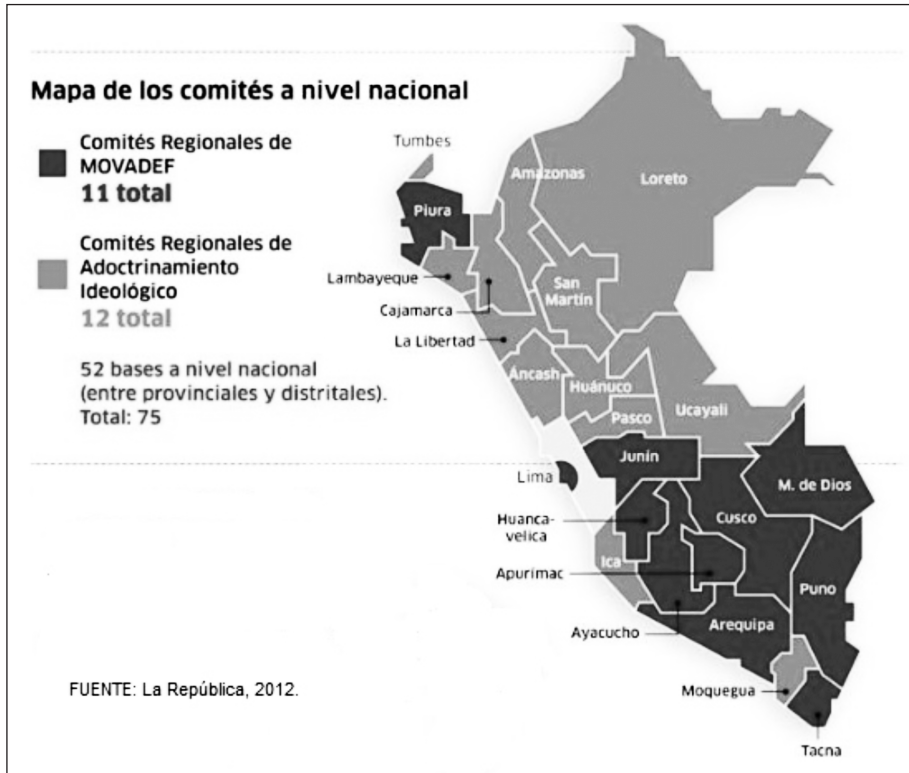 Mapa de los comités a nivel nacional
Comités Regionales de
MOVADEF
11 total
Comités Regionales de
Adoctrinamiento
Ideológico
12 total
52 bases a nivel nacional
(entre provinciales y distritales).
Total: 75
Tumbes
Amazonas
Loreto
Piura
Lambayeque
San
Martín
Cajamarca
La Libertad
Áncash
Huánuco
Ucayali
Pasco
Junín
Lima
M. de Dios
Huanca-
velica
Cusco
Ica
Apurímac
Puno
Ayacucho
Arequipa
Moquegua
Tacna
FUENTE: La República, 2012.